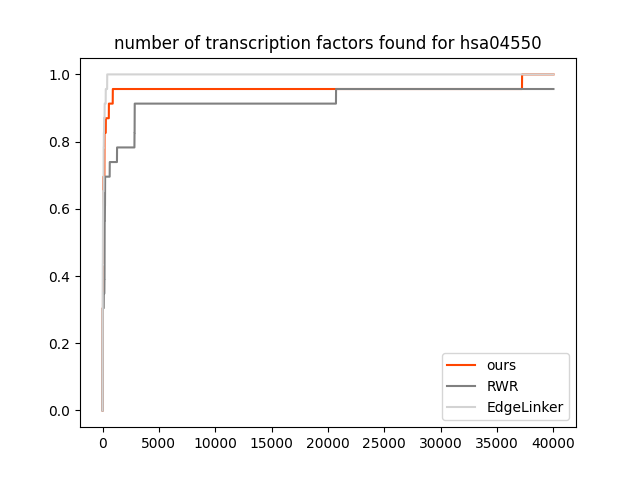 number of transcription factors found for hsa04550
1.0
0.8
0.6
0.4
0.2
0.0
ours
RWR
EdgeLinker
0 5000 10000 15000 20000 25000 30000 35000 40000